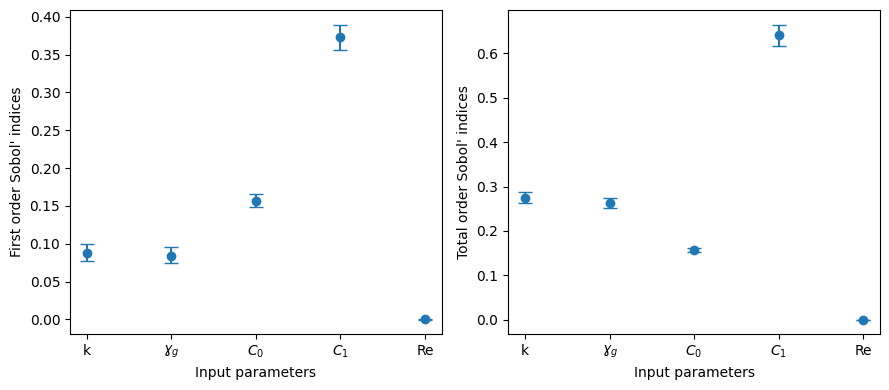 First order Sobol' indices
0.40
0.35
0.30
0.25
0.20
0.15
0.10
0.05
0.00
k
ɣg
C0
C1
Re
Input parameters
Total order Sobol' indices
0.6
0.5
0.4
0.3
0.2
0.1
0.0
k
ɣg
C0
C1
Re
Input parameters